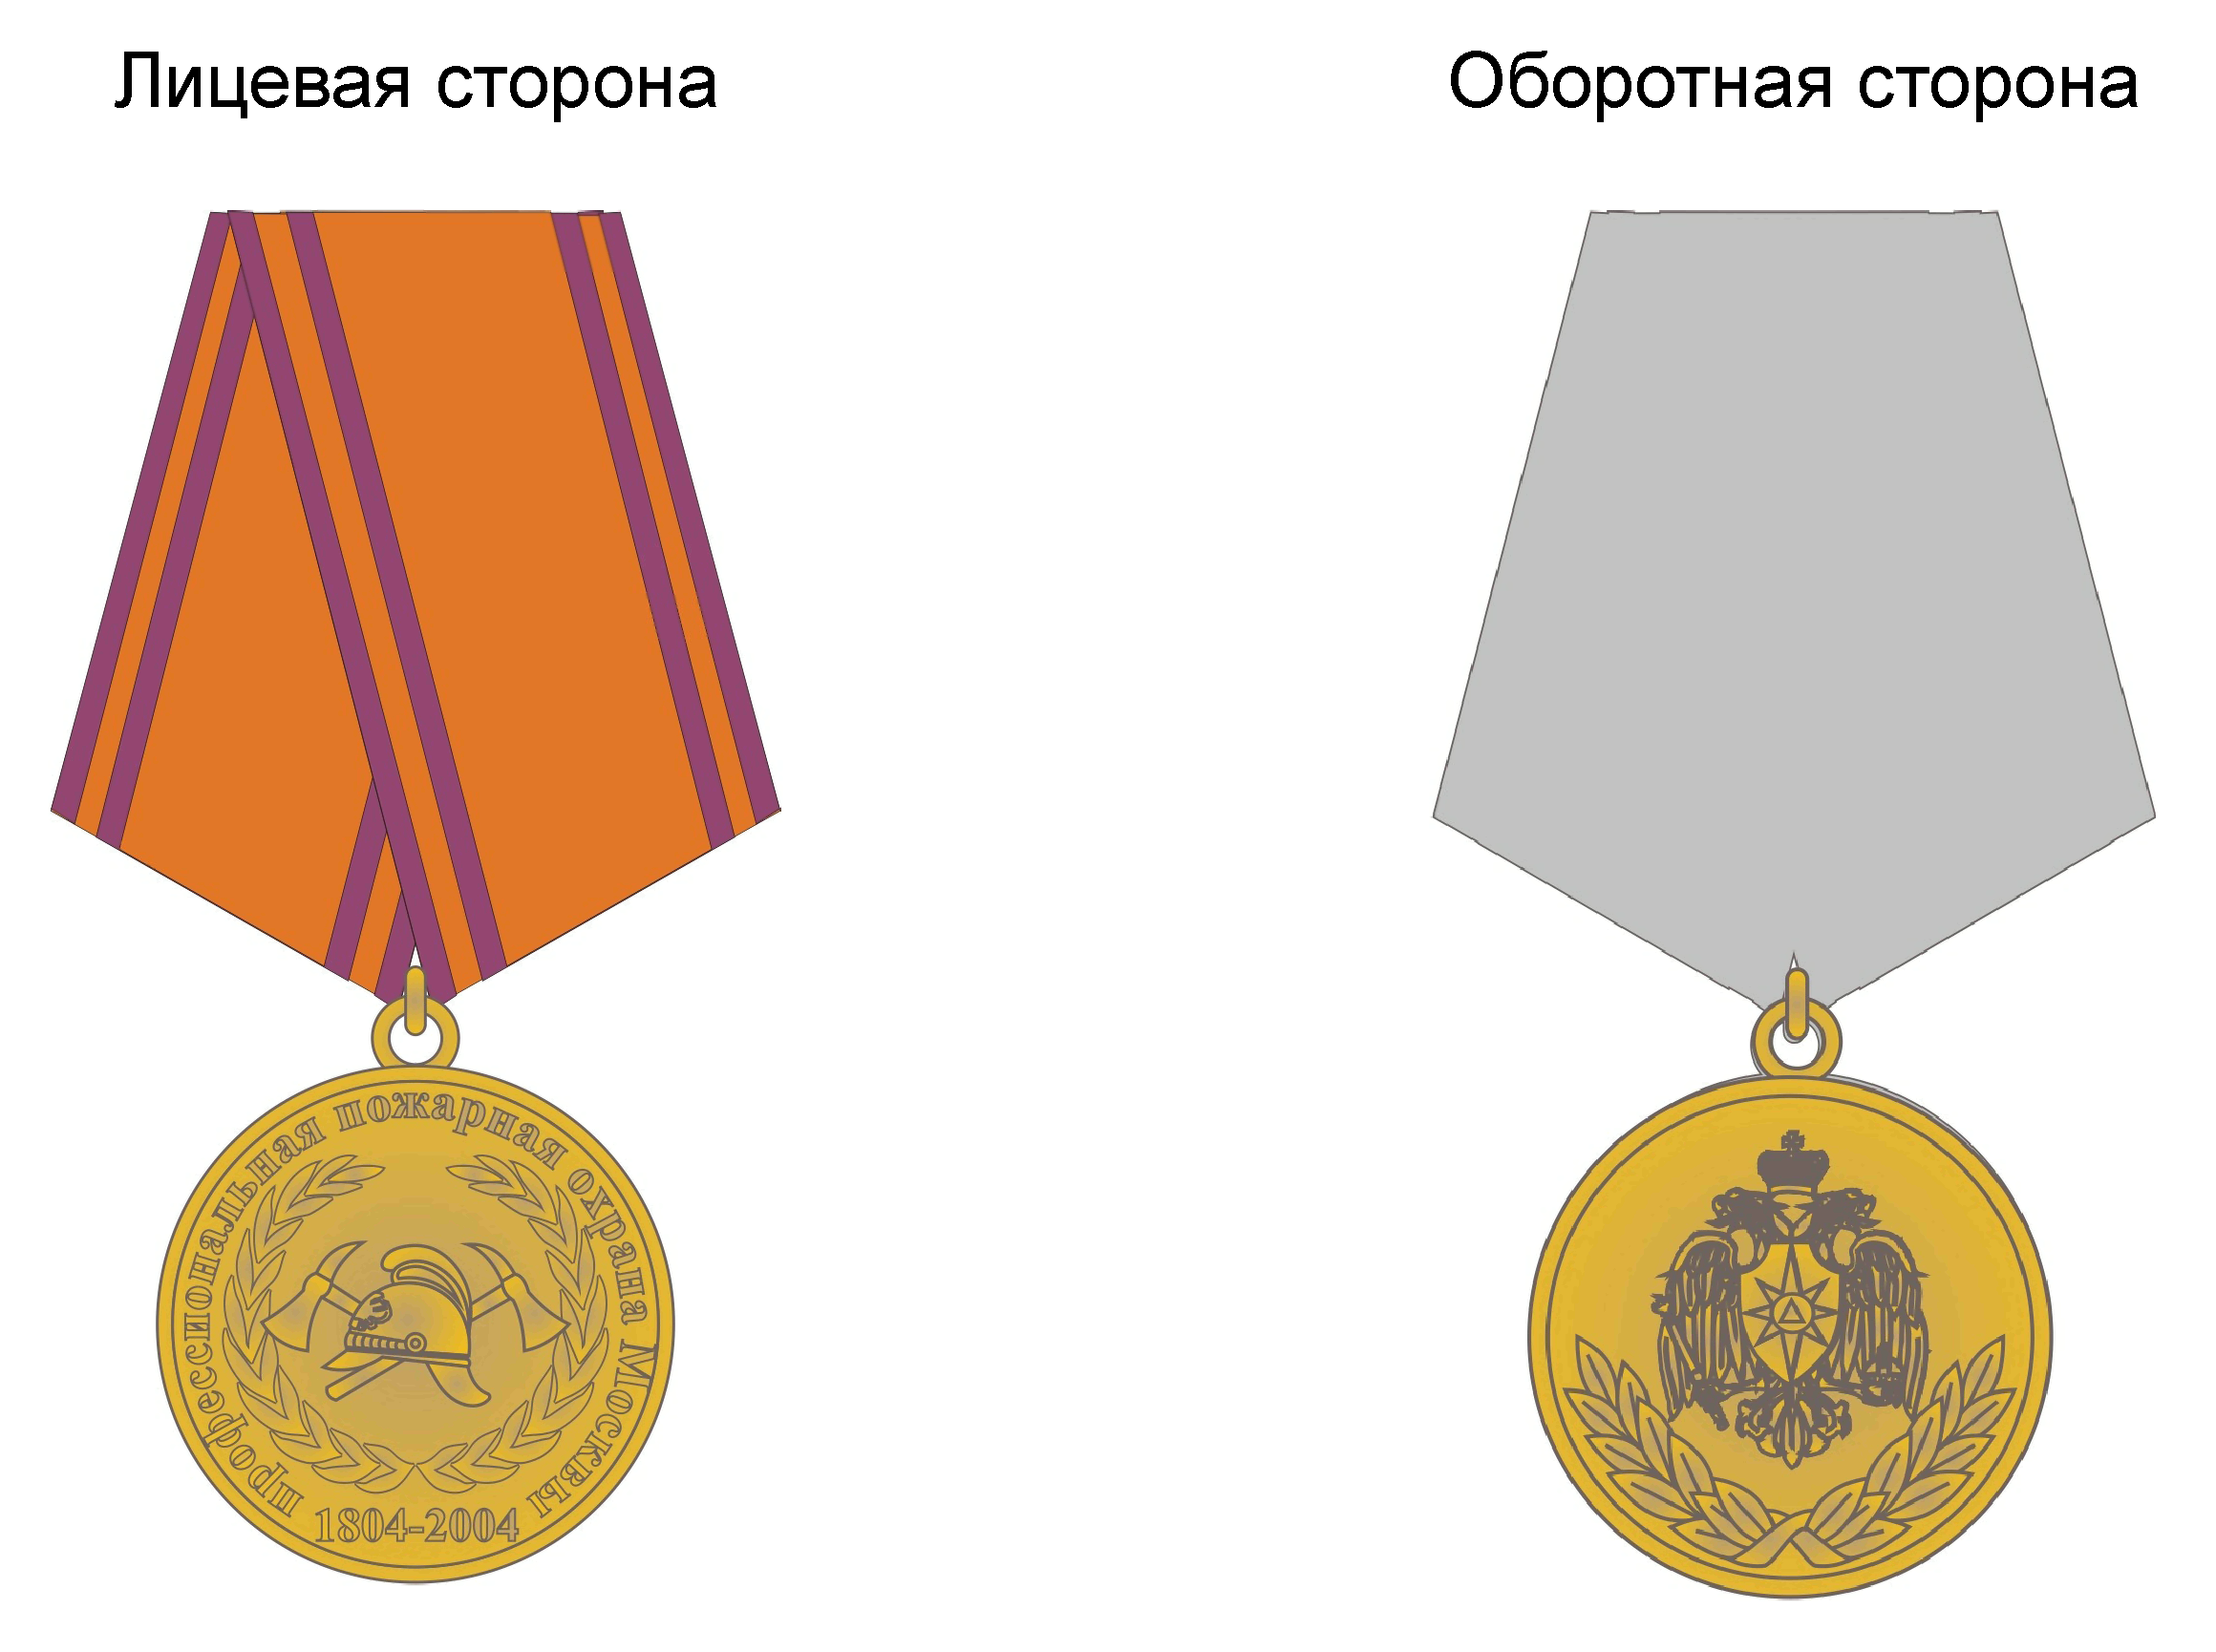 Лицевая сторона
Оборотная сторона
профессиональная пожарная охрана Москвы
1804-2004